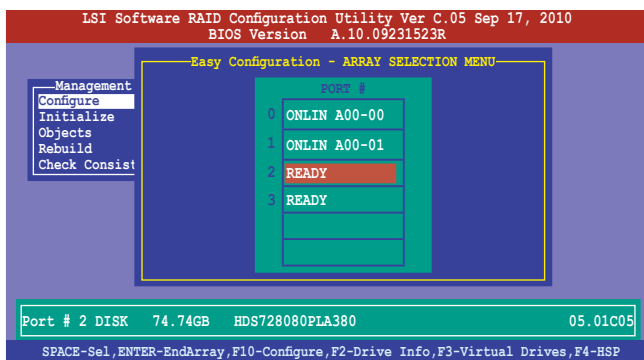 LSI Software RAID Configuration Utility Ver C.05 Sep 17, 2010
BIOS Version A.10.09231523R
Easy Configuration - ARRAY SELECTION MENU
Management
Configure
Initialize
Objects
Rebuild
Check Consist
PORT #
0 ONLIN A00-00
1 ONLIN A00-01
2 READY
3 READY
Port # 2 DISK 74.74GB HDS728080PLA380 05.01C05
SPACE-Sel,ENTER-EndArray,F10-Configure,F2-Drive Info,F3-Virtual Drives,F4-HSP